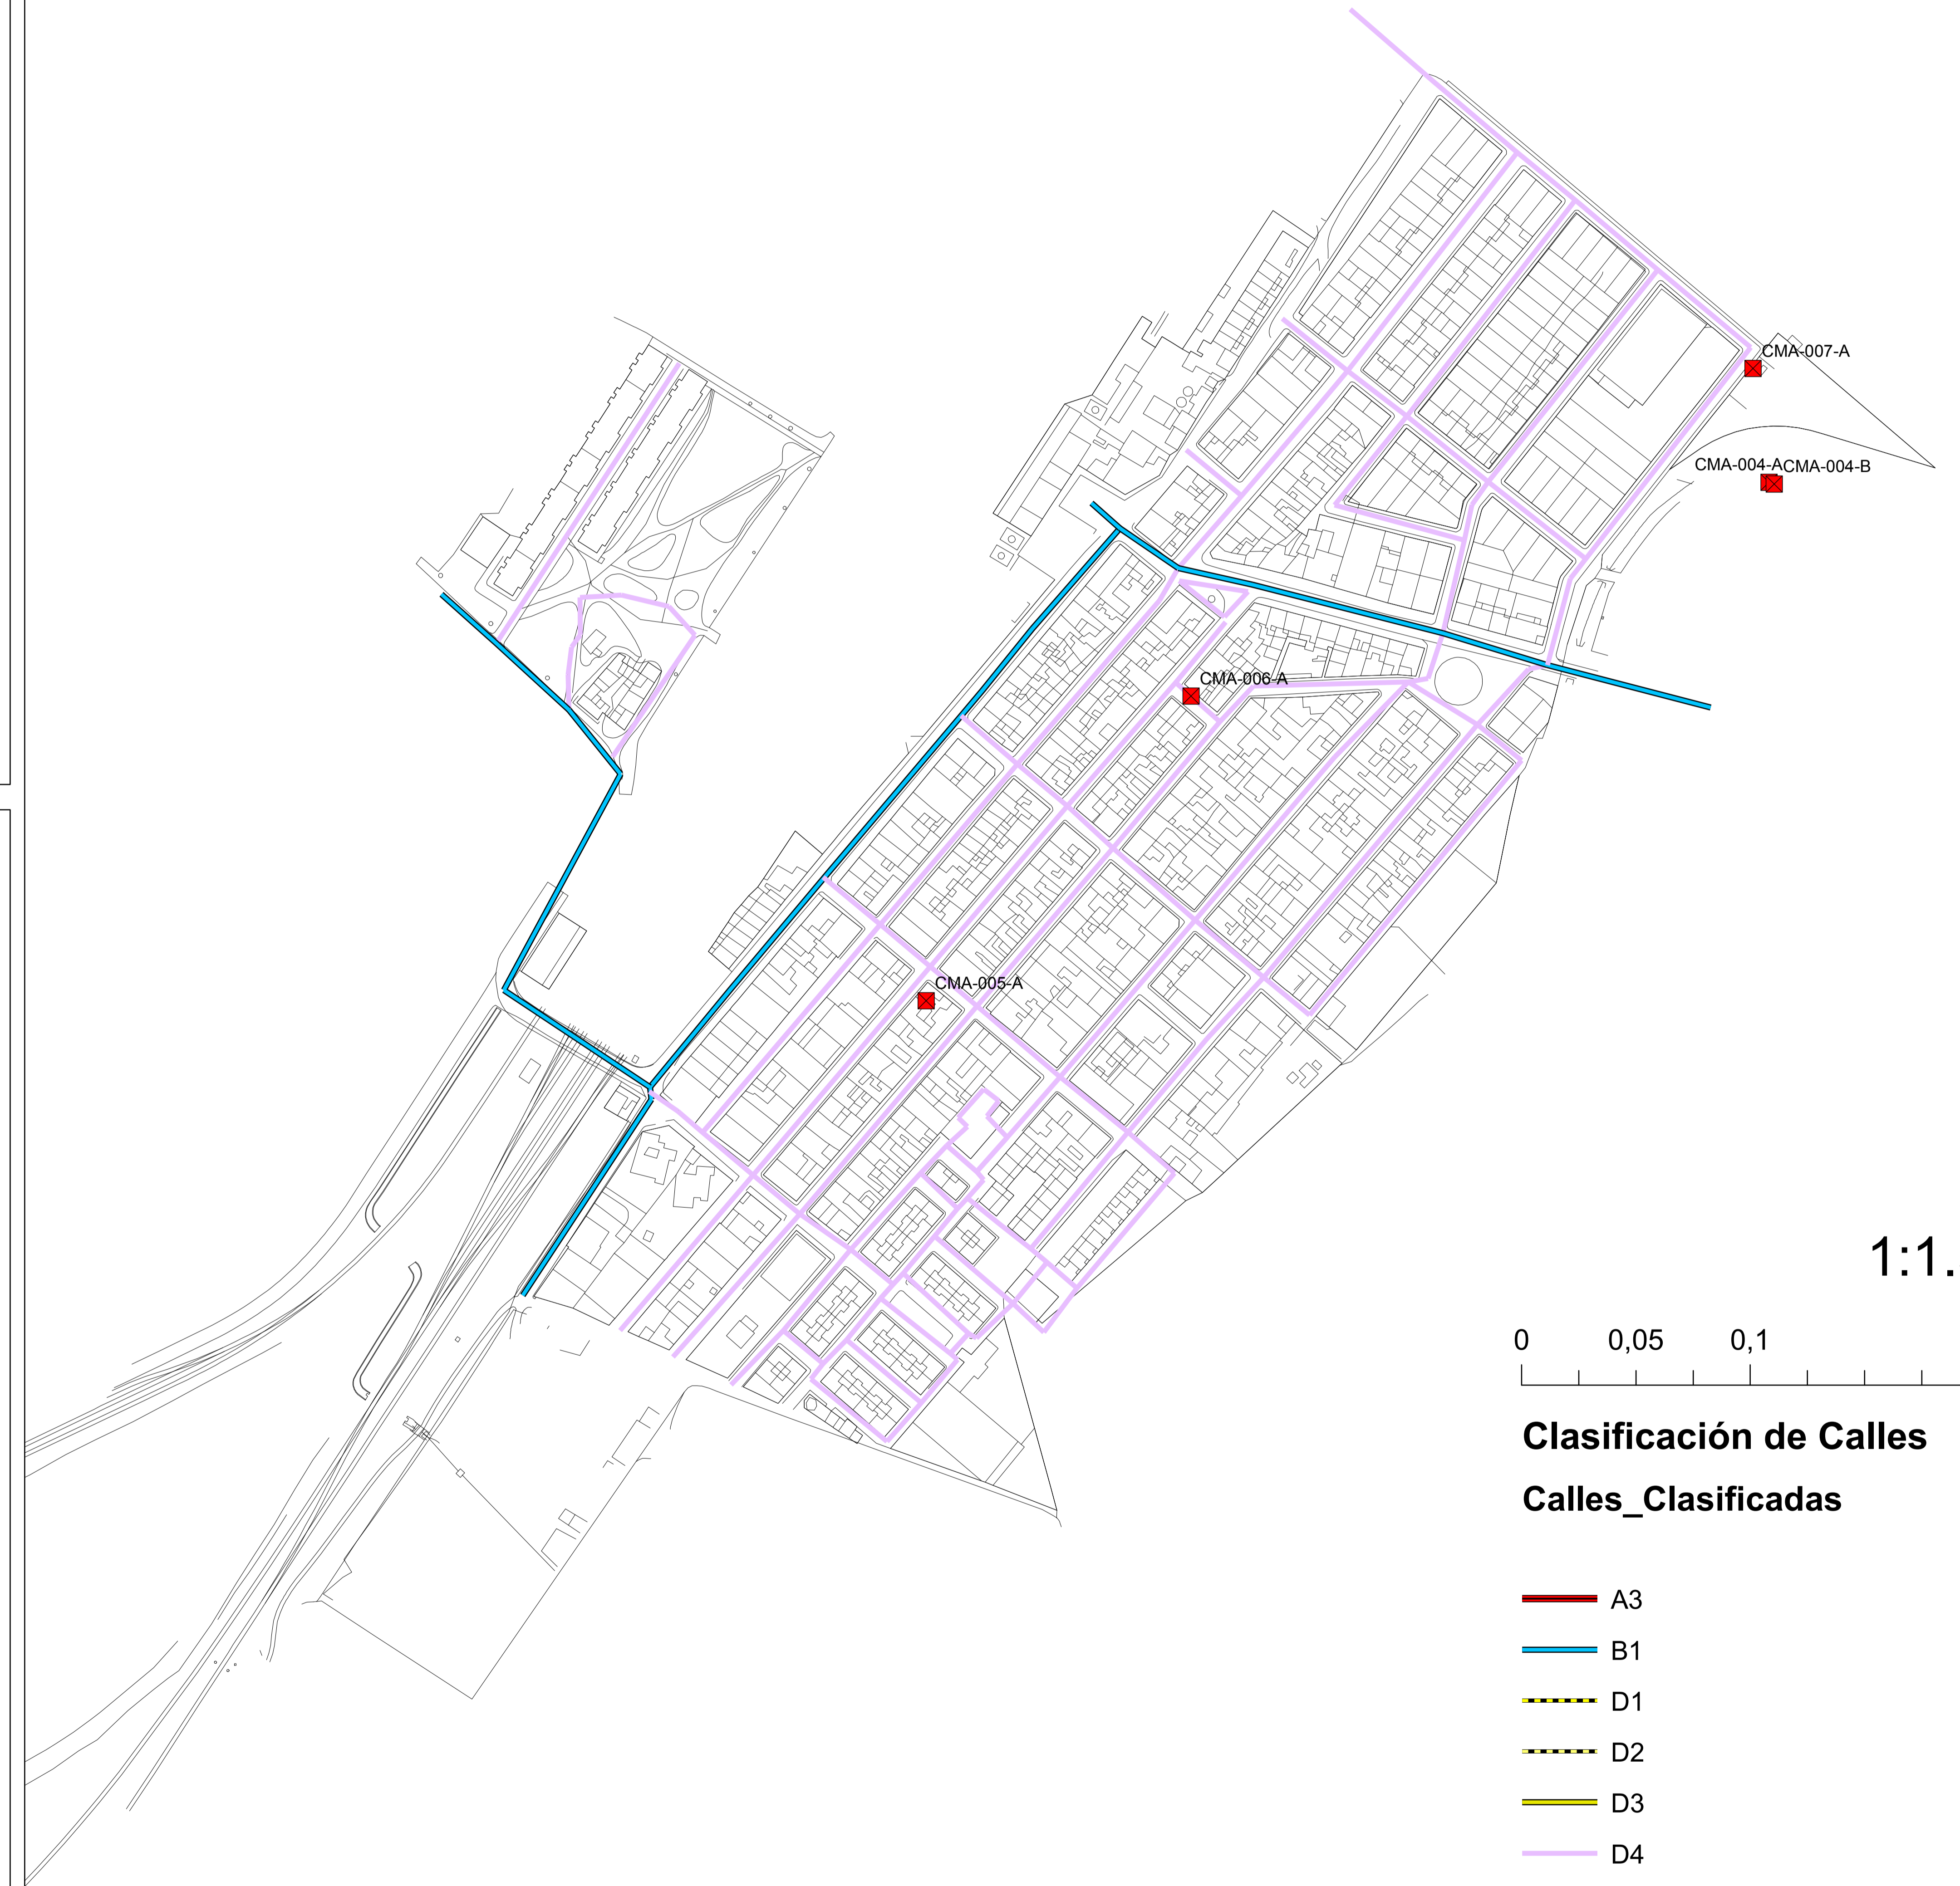 CMA-007-A
CMA-004-A
CMA-004-B
CMA-006-A
CMA-005-A
1:1.
0 0,05 0,1
Clasificación de Calles
Calles_Clasificadas
A3
B1
D1
D2
D3
D4